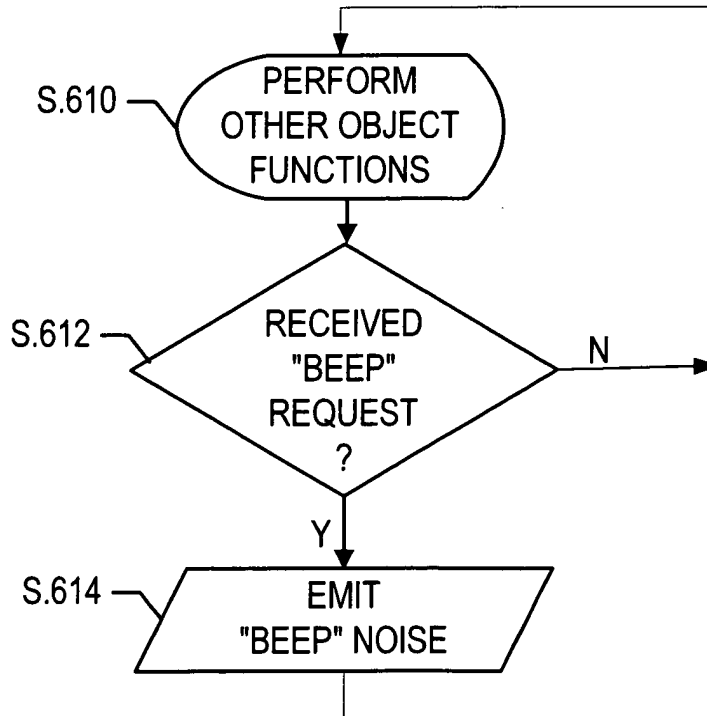 S.610
PERFORM
OTHER OBJECT
FUNCTIONS
S.612
RECEIVED
"BEEP"
REQUEST
?
N
Y
S.614
EMIT
"BEEP" NOISE